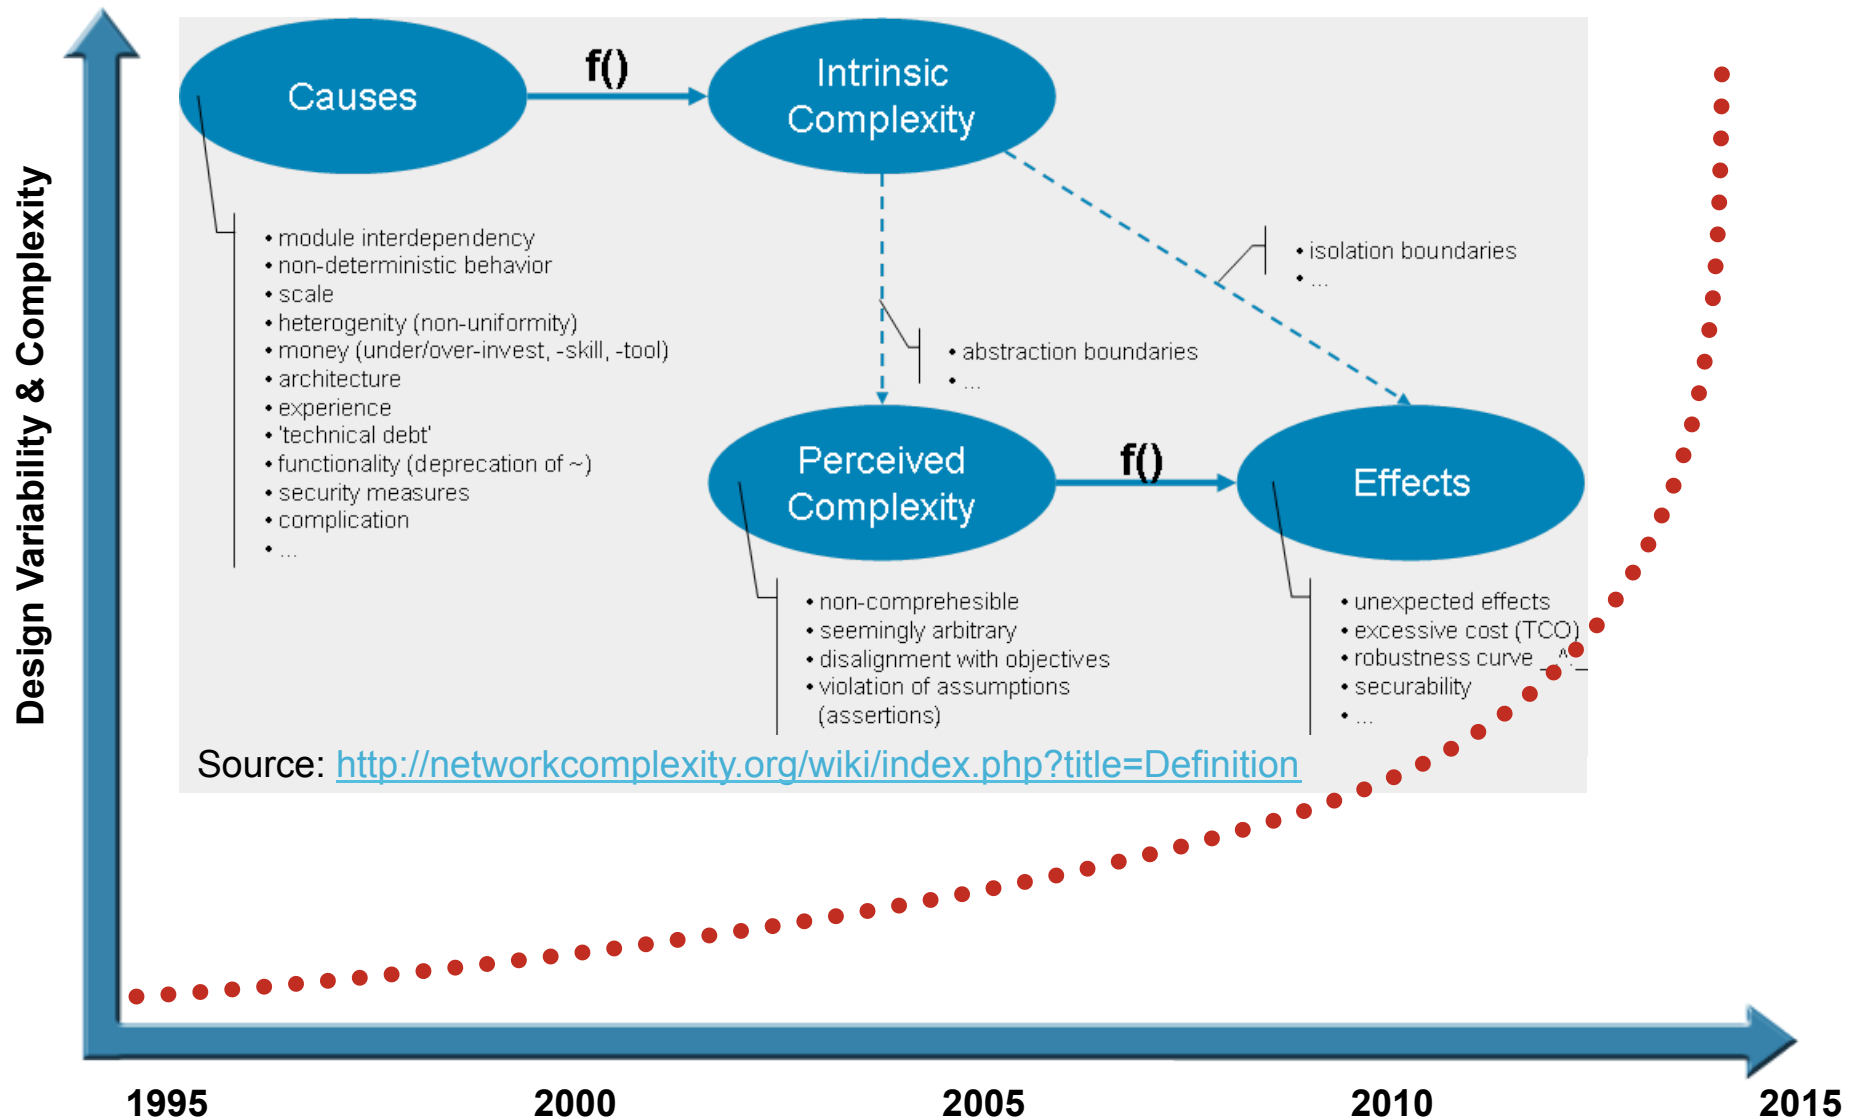 Design Variability & Complexity
Causes
f()
Intrinsic
Complexity
• module interdependency
• non-deterministic behavior
• scale
• heterogenity (non-uniformity)
• money (under/over-invest, -skill, -tool)
• architecture
• experience
• 'technical debt'
• functionality (deprecation of ~)
• security measures
• complication
• ...
• isolation boundaries
• ...
• abstraction boundaries
• ...
Perceived
Complexity
f()
Effects
• non-comprehesible
• seemingly arbitrary
• disalignment with objectives
• violation of assumptions
(assertions)
• unexpected effects
• excessive cost (TCO)
• robustness curve _^._
• securability
• ...
Source: http://networkcomplexity.org/wiki/index.php?title=Definition
1995
2000
2005
2010
2015